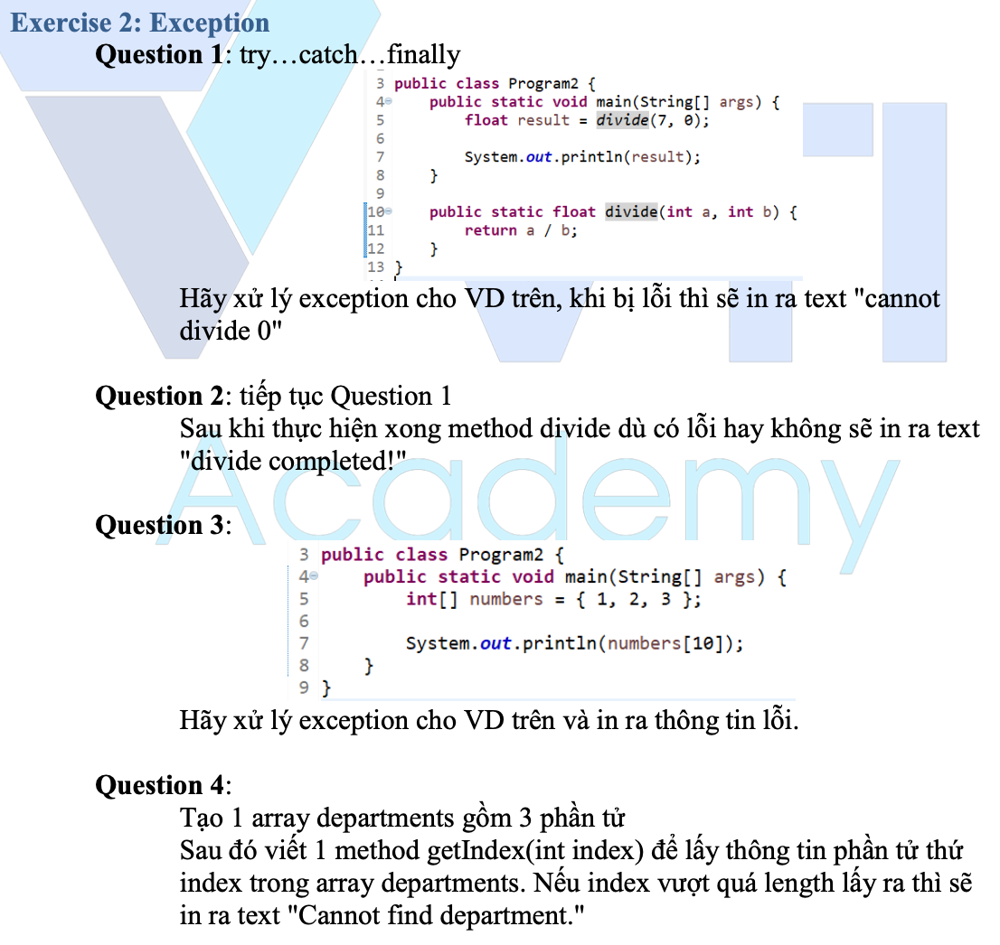 Exercise 2: Exception
Question 1: try…catch…finally
3 public class Program2 {
4 public static void main(String[] args) {
5 float result = divide(7, 0);
6
7 System.out.println(result);
8 }
9
10 public static float divide(int a, int b) {
11 return a / b;
12 }
13 }
Hãy xử lý exception cho VD trên, khi bị lỗi thì sẽ in ra text "cannot
divide 0"
Question 2: tiếp tục Question 1
Sau khi thực hiện xong method divide dù có lỗi hay không sẽ in ra text
"divide completed!"
Academy
Question 3:
3 public class Program2 {
4 public static void main(String[] args) {
5 int[] numbers = { 1, 2, 3 };
6
7 System.out.println(numbers[10]);
8 }
9 }
Hãy xử lý exception cho VD trên và in ra thông tin lỗi.
Question 4:
Tạo 1 array departments gồm 3 phần tử
Sau đó viết 1 method getIndex(int index) để lấy thông tin phần tử thứ
index trong array departments. Nếu index vượt quá length lấy ra thì sẽ
in ra text "Cannot find department."